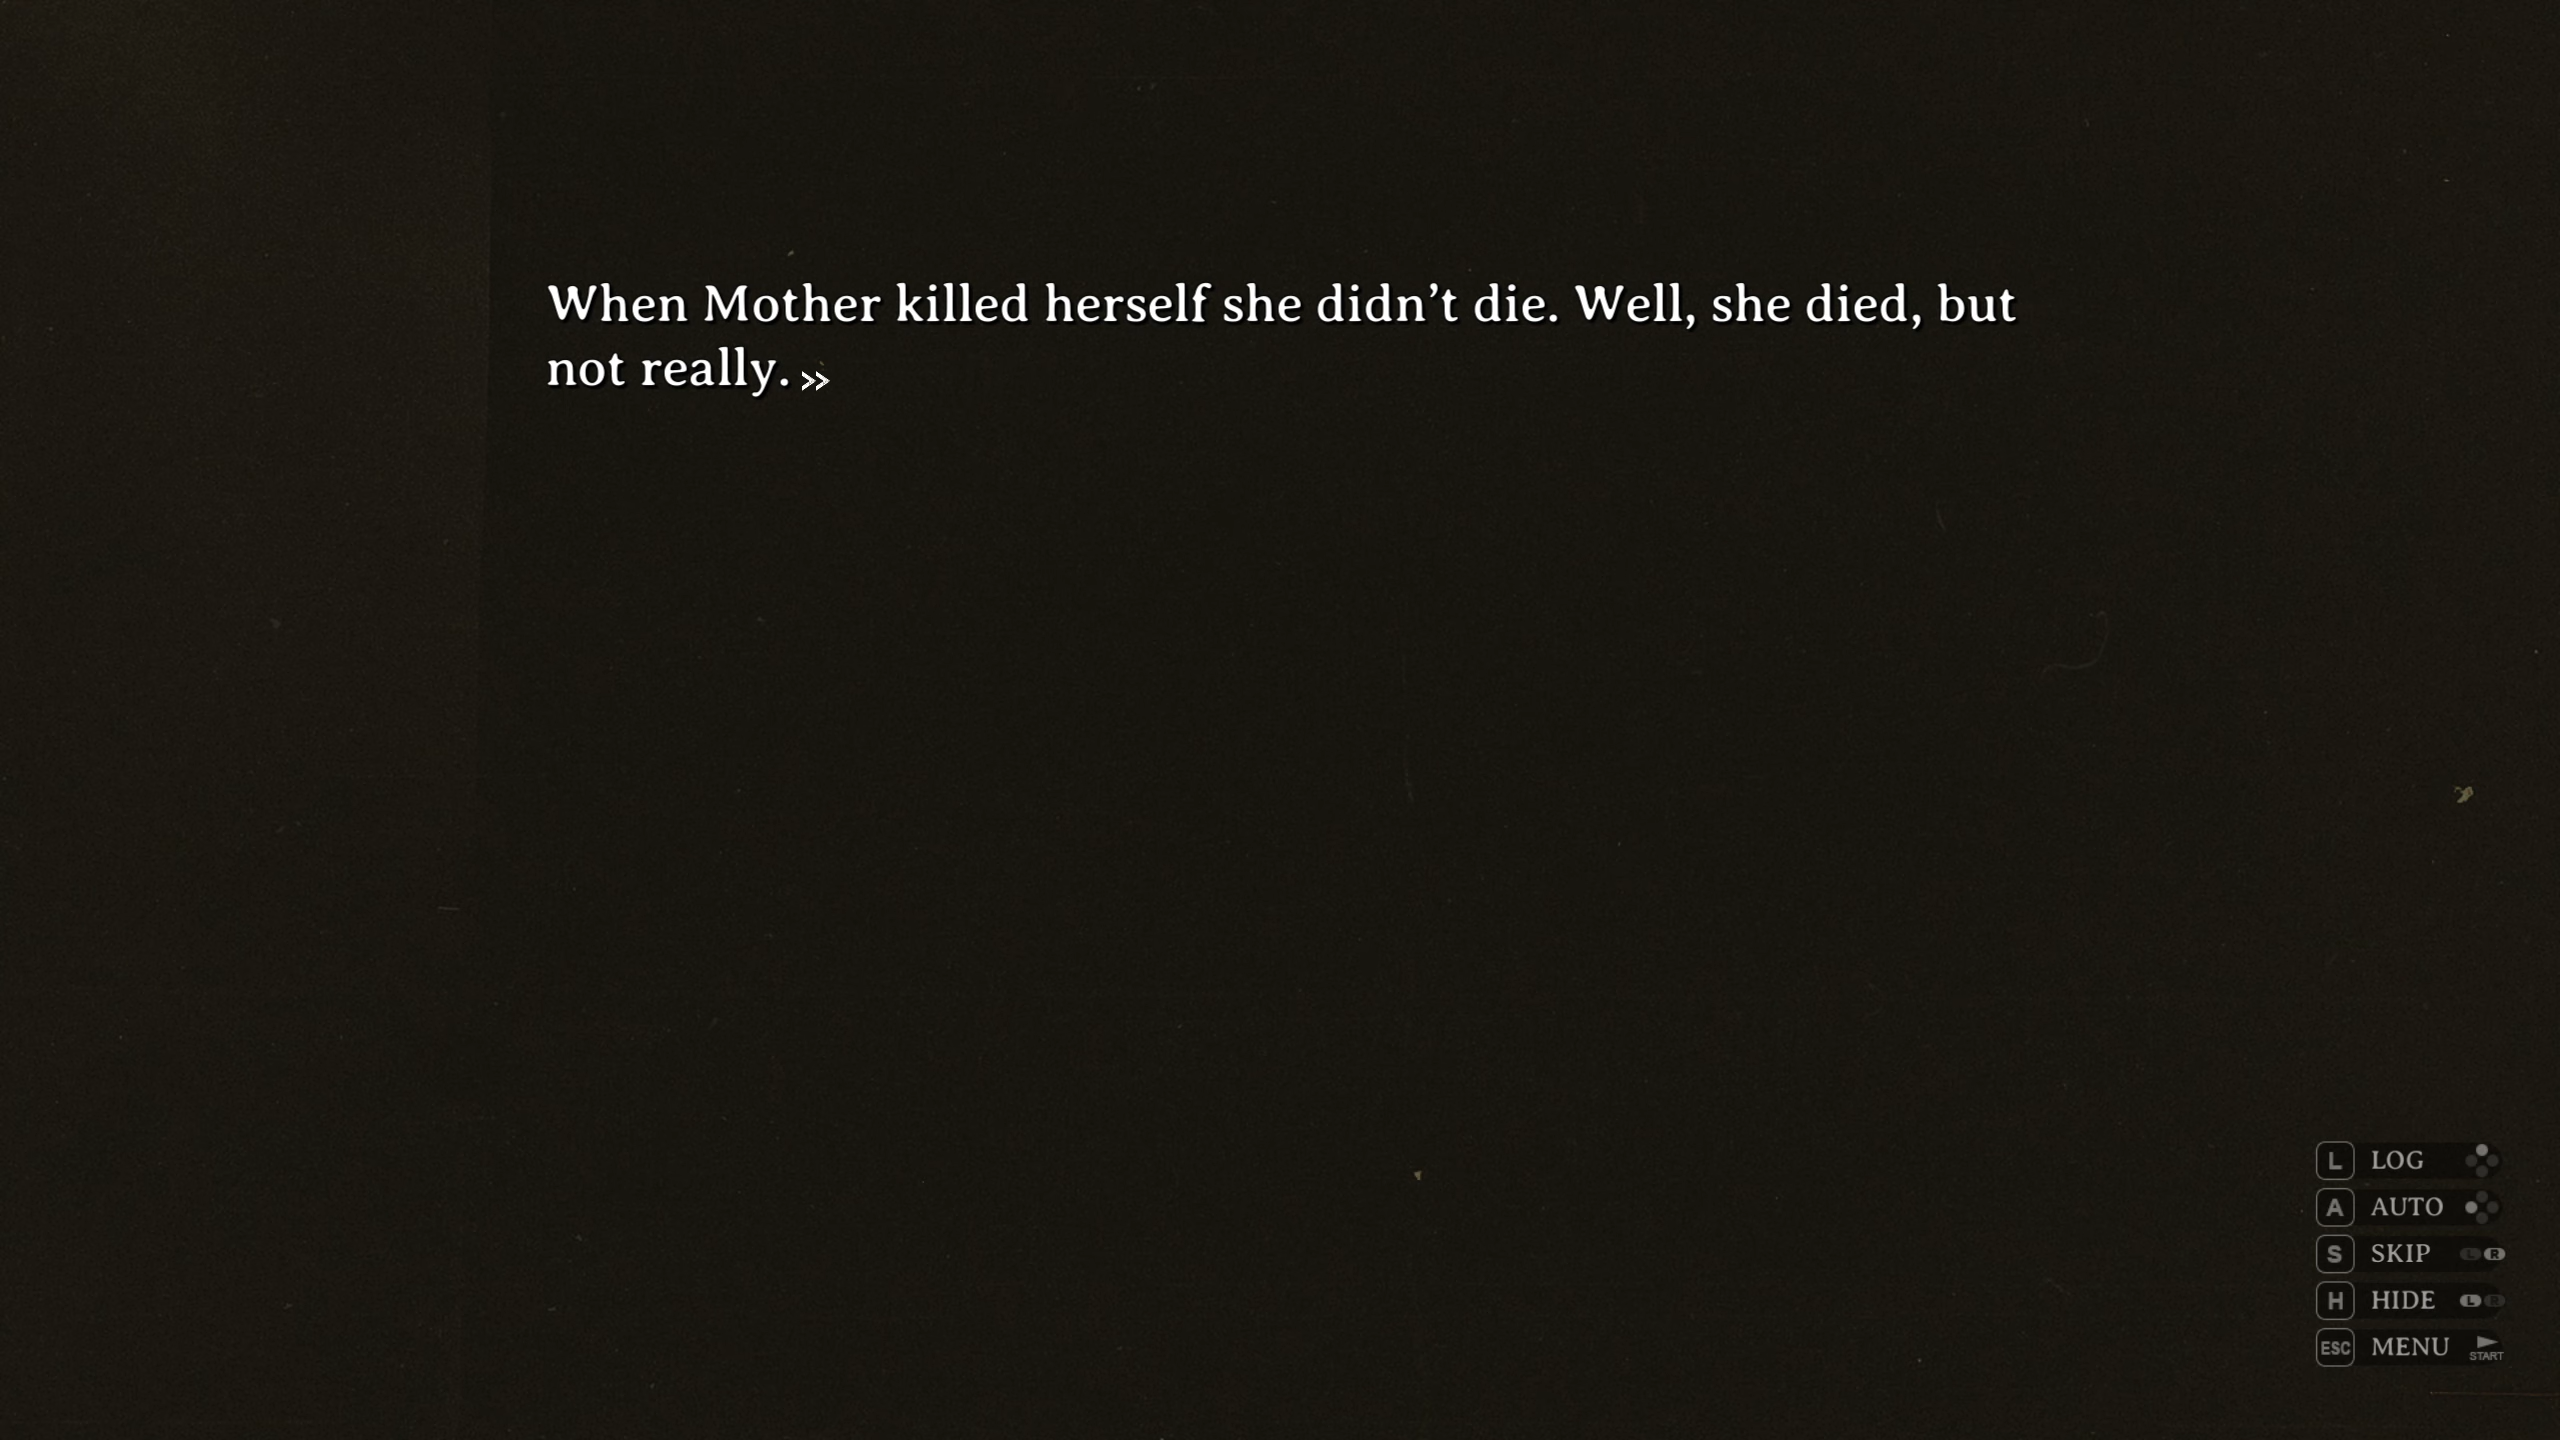 When Mother killed herself she didn’t die. Well, she died, but
not really. »
L LOG
A AUTO
S SKIP L R
H HIDE L R
ESC MENU START